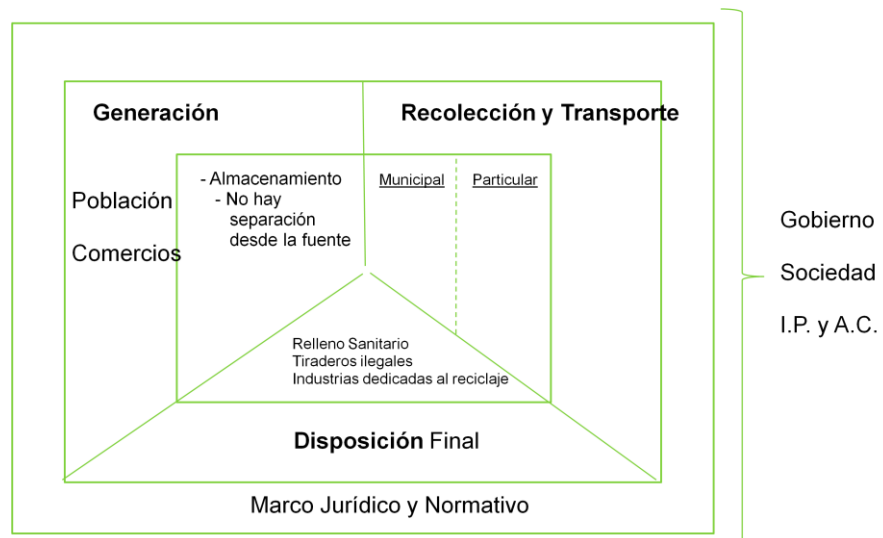 Generación
Recolección y Transporte
Población
Comercios
- Almacenamiento
- No hay
separación
desde la fuente
Municipal
Particular
Relleno Sanitario
Tiraderos ilegales
Industrias dedicadas al reciclaje
Disposición Final
Marco Jurídico y Normativo
Gobierno
Sociedad
I.P. y A.C.